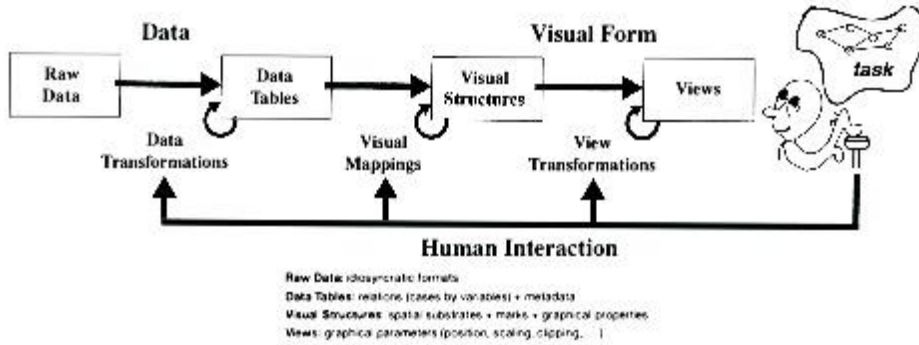 Data
Visual Form
Raw
Data
Data
Tables
Visual
Structures
Views
task
Data
Transformations
Visual
Mappings
View
Transformations
Human Interaction
Raw Data: idiosyncratic formats
Data Tables: relations (cases by variables) + metadata
Visual Structures: spatial substrates + marks + graphical properties
Views: graphical parameters (position, scaling, clipping, ...)